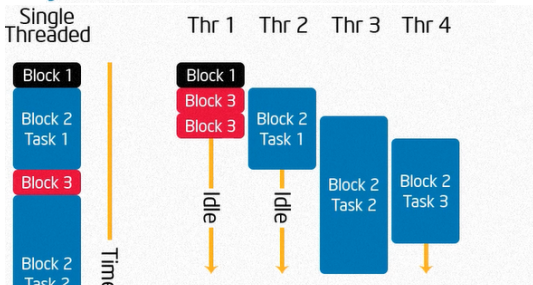 Single
Threaded
Thr 1
Thr 2
Thr 3
Thr 4
Block 1
Block 2
Task 1
Block 3
Block 2
Time
Block 1
Block 3
Block 3
Idle
Block 2
Task 1
Idle
Block 2
Task 2
Block 2
Task 3